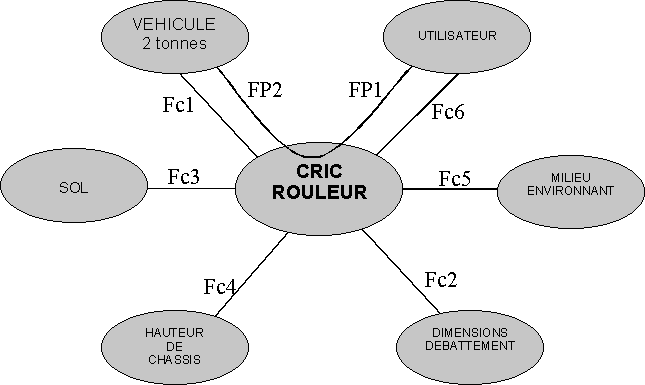 VEHICULE
2 tonnes
UTILISATEUR
FP2
FP1
Fc1
Fc6
CRIC
ROULEUR
SOL
Fc3
Fc5
MILIEU
ENVIRONNANT
Fc4
Fc2
HAUTEUR
DE
CHASSIS
DIMENSIONS
DEBATTEMENT